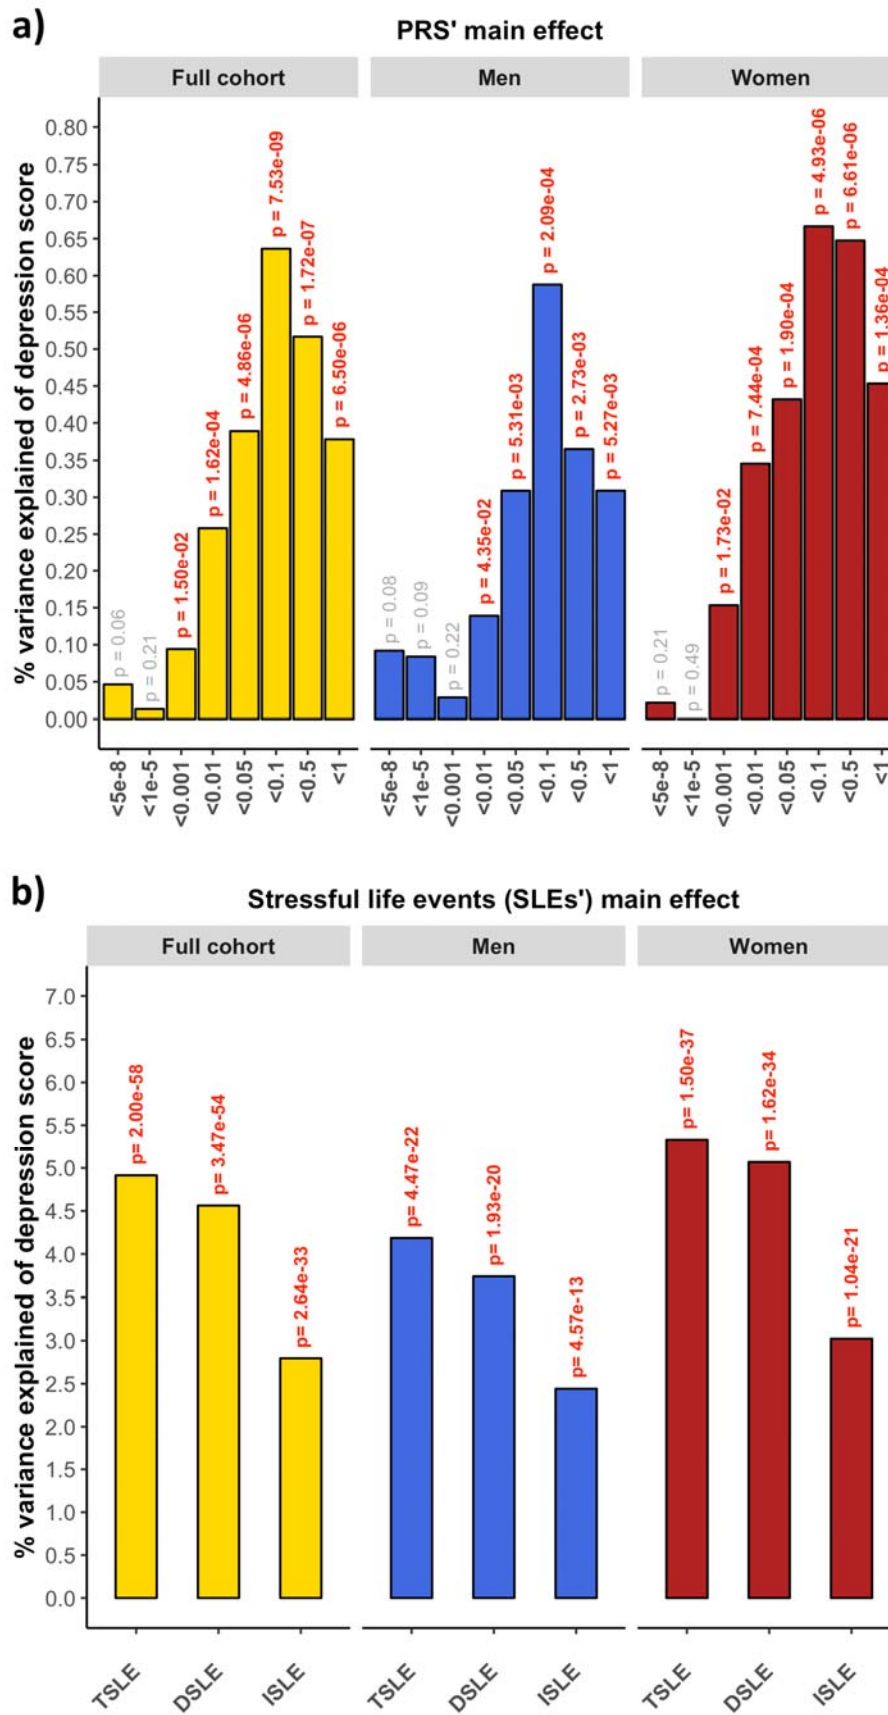 a)
PRS' main effect
Full cohort
Men
Women
% variance explained of depression score
0.80
0.75
0.70
0.65
0.60
0.55
0.50
0.45
0.40
0.35
0.30
0.25
0.20
0.15
0.10
0.05
0.00
p = 0.06
p = 0.21
p = 1.50e-02
p = 1.62e-04
p = 4.86e-06
p = 7.53e-09
p = 1.72e-07
p = 6.50e-06
p = 0.08
p = 0.09
p = 0.22
p = 4.35e-02
p = 5.31e-03
p = 2.09e-04
p = 2.73e-03
p = 5.27e-03
p = 0.21
p = 0.49
p = 1.73e-02
p = 7.44e-04
p = 1.90e-04
p = 4.93e-06
p = 6.61e-06
p = 1.36e-04
<5e-8
<1e-5
<0.001
<0.01
<0.05
<0.1
<0.5
<1
<5e-8
<1e-5
<0.001
<0.01
<0.05
<0.1
<0.5
<1
<5e-8
<1e-5
<0.001
<0.01
<0.05
<0.1
<0.5
<1
b)
Stressful life events (SLEs') main effect
Full cohort
Men
Women
% variance explained of depression score
7.0
6.5
6.0
5.5
5.0
4.5
4.0
3.5
3.0
2.5
2.0
1.5
1.0
0.5
0.0
p= 2.00e-58
p= 3.47e-54
p= 2.64e-33
p= 4.47e-22
p= 1.93e-20
p= 4.57e-13
p= 1.50e-37
p= 1.62e-34
p= 1.04e-21
TSLE
DSLE
ISLE
TSLE
DSLE
ISLE
TSLE
DSLE
ISLE